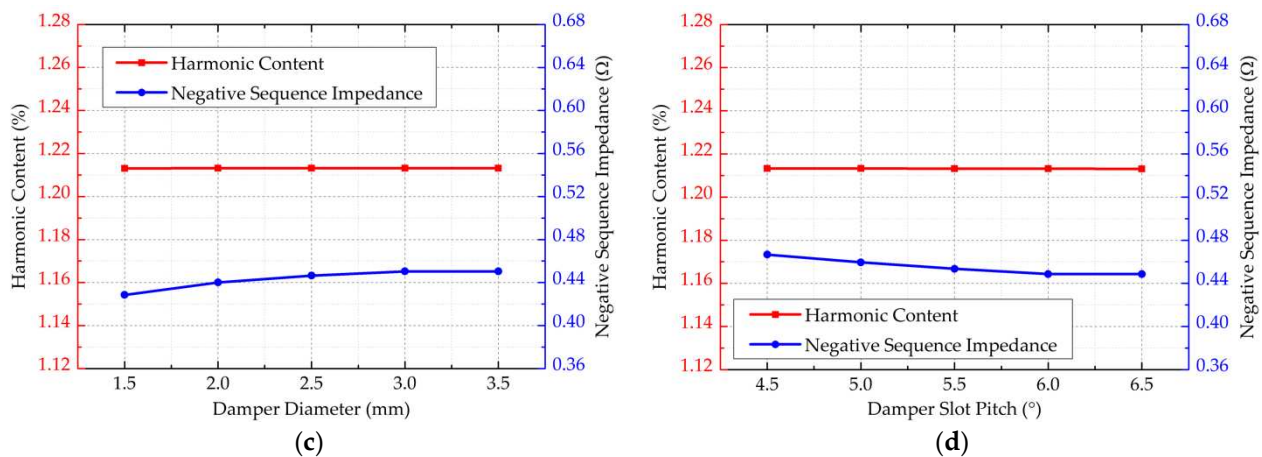 1.28
1.26
1.24
1.22
1.20
1.18
1.16
1.14
1.12
Harmonic Content (%)
Harmonic Content
Negative Sequence Impedance
0.68
0.64
0.60
0.56
0.52
0.48
0.44
0.40
0.36
Negative Sequence Impedance (Ω)
1.5 2.0 2.5 3.0 3.5
Damper Diameter (mm)
(c)
1.28
1.26
1.24
1.22
1.20
1.18
1.16
1.14
1.12
Harmonic Content (%)
Harmonic Content
Negative Sequence Impedance
0.68
0.64
0.60
0.56
0.52
0.48
0.44
0.40
0.36
Negative Sequence Impedance (Ω)
4.5 5.0 5.5 6.0 6.5
Damper Slot Pitch (°)
(d)